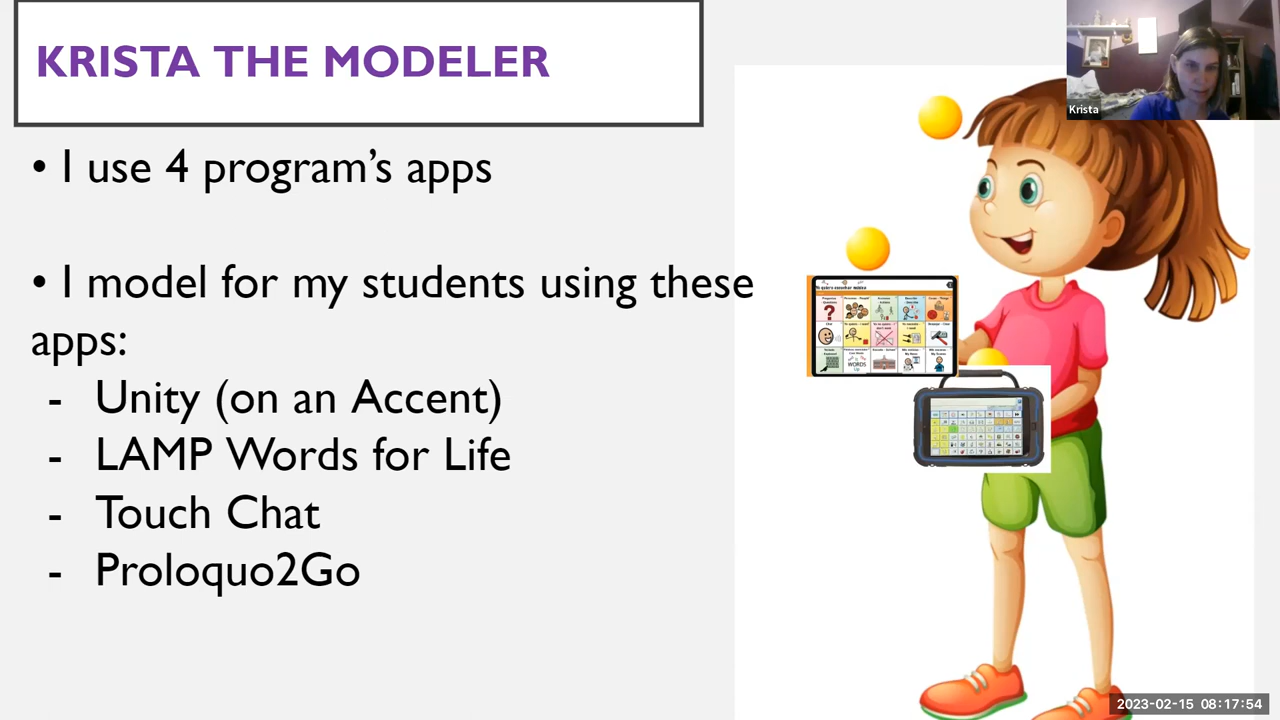 KRISTA THE MODELER
Krista
• I use 4 program's apps
• I model for my students using these
apps:
- Unity (on an Accent)
- LAMP Words for Life
- Touch Chat
- Proloquo2Go
WORDS
2023-02-15 08:17:54